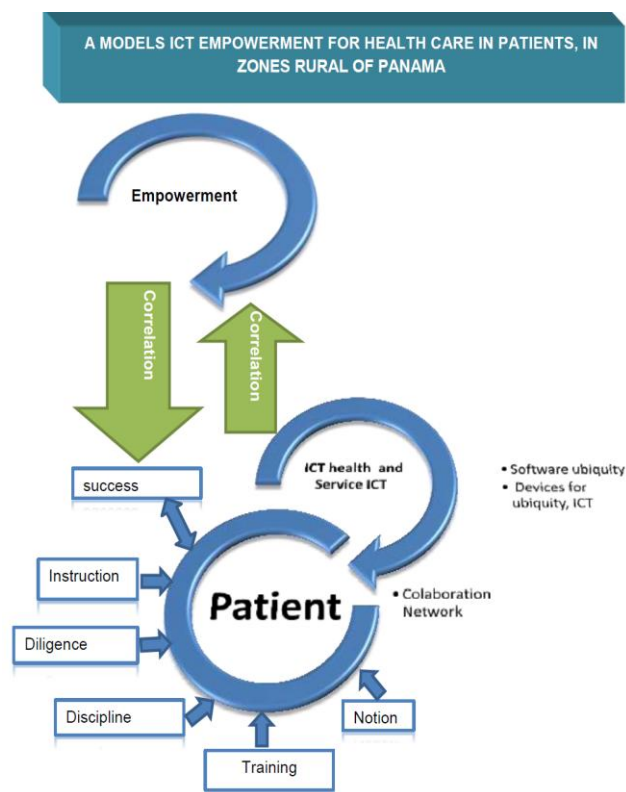 A MODELS ICT EMPOWERMENT FOR HEALTH CARE IN PATIENTS, IN
ZONES RURAL OF PANAMA
Empowerment
Correlation
Correlation
ICT health and
Service ICT
• Software ubiquity
• Devices for
ubiquity, ICT
success
Instruction
Patient
• Colaboration
Network
Diligence
Discipline
Notion
Training